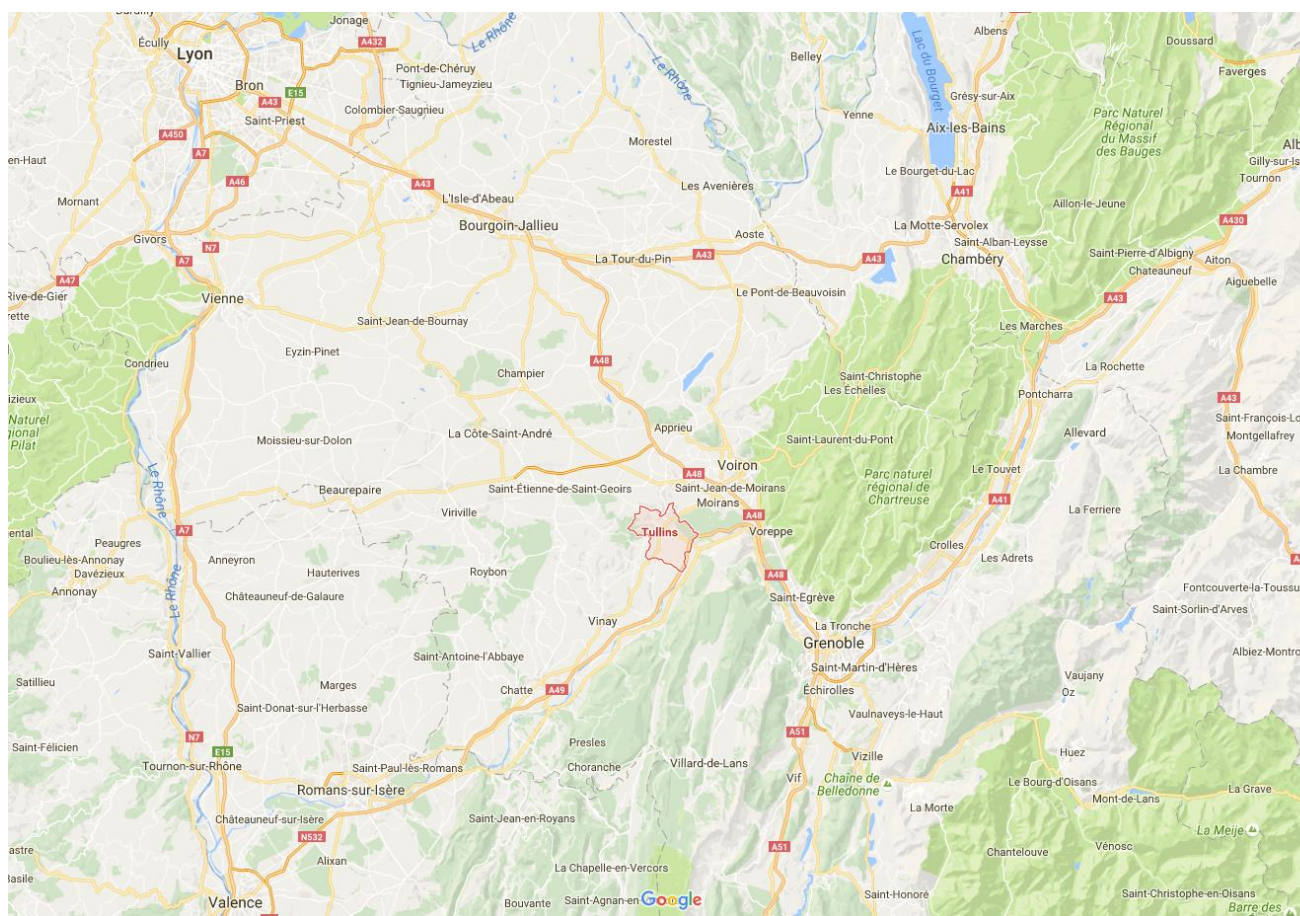 Jonage
Écully
Lyon
A432
Le Rhône
Pont-de-Chéruy
Tignieu-Jameyzieu
Bron
E15
A43
Colombier-Saugnieu
Saint-Priest
A450
A7
A46
Mornant
en-Haut
Givors
N7
A7
A47
Rive-de-Gier
Vienne
Condrieu
Le Rhône
Belley
Yenne
Morestel
Les Avenières
A43
L'Isle-d'Abeau
Bourgoin-Jallieu
Aoste
La Tour-du-Pin
A43
A43
Le Pont-de-Beauvoisin
Lac du Bourget
Albens
Grésy-sur-Aix
Aix-les-Bains
Le Bourget-du-Lac
A41
La Motte-Servolex
Saint-Alban-Leysse
Chambéry
Doussard
Faverges
Parc Naturel
Régional
du Massif
des Bauges
Alb
Gilly-sur-Is
Tournon
Aillon-le-Jeune
A430
Saint-Pierre-d'Albigny
Aiton
Chateauneuf
Aiguebelle
A43
Les Marches
La Rochette
Pontcharra
A43
Saint-François-Lo
Montgellafrey
La Chambre
Allevard
Saint-Jean-de-Bournay
Eyzin-Pinet
A48
Champier
Saint-Christophe
Les Échelles
Naturel
gional
Pilat
Moissieu-sur-Dolon
La Côte-Saint-André
Apprieu
Saint-Laurent-du-Pont
Voiron
A48
Parc naturel
régional de
Chartreuse
Le Touvet
A41
Le Rhône
Beaurepaire
Saint-Étienne-de-Saint-Geoirs
Saint-Jean-de-Moirans
Moirans
A48
Viriville
Tullins
Voreppe
La Ferriere
A7
Peaugres
Boulieu-lès-Annonay
Davézieux
Annonay
Anneyron
Hauterives
Roybon
Châteauneuf-de-Galaure
Le Rhône
Crolles
Les Adrets
A48
Saint-Egrève
Fontcouverte-la-Toussu
Saint-Sorlin-d'Arves
Vinay
La Tronche
Grenoble
Saint-Vallier
Saint-Antoine-l'Abbaye
Saint-Martin-d'Hères
Albiez-Montro
Satillieu
Marges
Chatte
A49
Échirolles
Vaujany
Oz
Saint-Donat-sur-l'Herbasse
Vaulnaveys-le-Haut
N7
A51
Saint-Félicien
E15
Presles
Huez
Tournon-sur-Rhône
Saint-Paul-lès-Romans
Choranche
Villard-de-Lans
Vizille
Vif
Chaîne de
Belledonne
Le Bourg-d'Oisans
Romans-sur-Isère
Mont-de-Lans
La Grave
La Morte
Châteauneuf-sur-Isère
Saint-Jean-en-Royans
La Meije
N532
A51
Vénosc
Chantelouve
Alixan
La Chapelle-en-Vercors
Valence
Bouvante
Saint-Agnan-en
Google
Saint-Honoré
Saint-Christophe-en-Oisans
Barre des